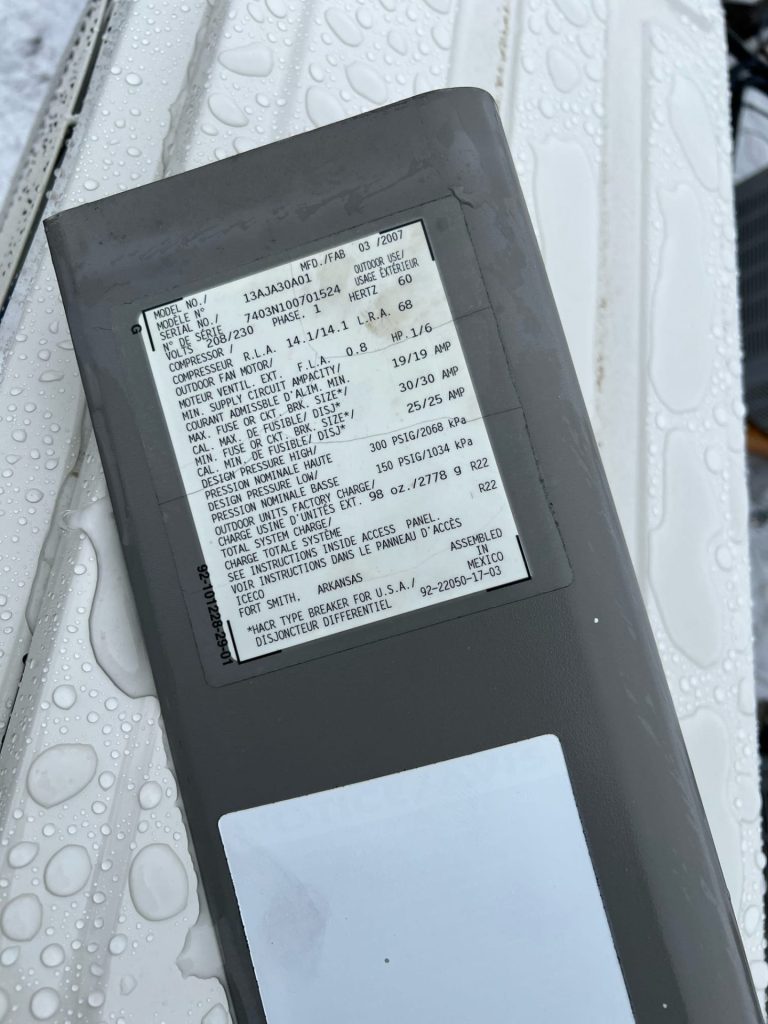 MFD./FAB 03 /2007
MODEL NO./
MODÈLE N° 13AJA30A01 OUTDOOR USE/
SERIAL NO./ USAGE EXTÉRIEUR
N° DE SÉRIE 7403N100701524
VOLTS 208/230 PHASE. 1 HERTZ 60
COMPRESSOR /
COMPRESSEUR R.L.A. 14.1/14.1 L.R.A. 68
OUTDOOR FAN MOTOR/
MOTEUR VENTIL. EXT. F.L.A. 0.8 HP.1/6
MIN. SUPPLY CIRCUIT AMPACITY/
COURANT ADMISSBLE D'ALIM. MIN. 19/19 AMP
MAX. FUSE OR CKT. BRK. SIZE*/
CAL. MAX. DE FUSIBLE/ DISJ* 30/30 AMP
MIN. FUSE OR CKT. BRK. SIZE*/
CAL. MIN. DE FUSIBLE/ DISJ* 25/25 AMP
DESIGN PRESSURE HIGH/
PRESSION NOMINALE HAUTE 300 PSIG/2068 kPa
DESIGN PRESSURE LOW/
PRESSION NOMINALE BASSE 150 PSIG/1034 kPa
OUTDOOR UNITS FACTORY CHARGE/
CHARGE USINE D'UNITÉS EXT. 98 oz./2778 g R22
TOTAL SYSTEM CHARGE/
CHARGE TOTALE SYSTÈME R22
SEE INSTRUCTIONS INSIDE ACCESS PANEL.
VOIR INSTRUCTIONS DANS LE PANNEAU D'ACCÈS
ICECO ASSEMBLED
FORT SMITH, ARKANSAS IN
MEXICO
*HACR TYPE BREAKER FOR U.S.A./
DISJONCTEUR DIFFERENTIEL 92-22050-17-03
G
92-101228-29-01